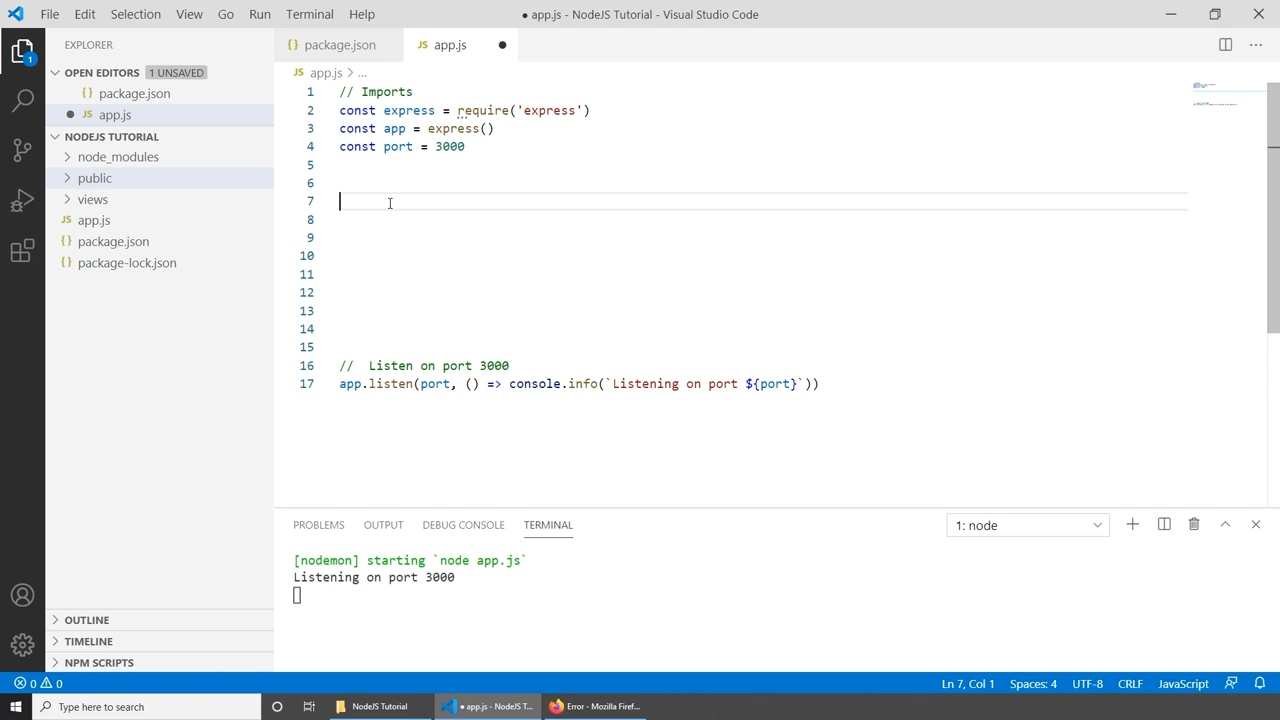 File Edit Selection View Go Run Terminal Help
● app.js - NodeJS Tutorial - Visual Studio Code
EXPLORER
1
OPEN EDITORS 1 UNSAVED
{} package.json
● JS app.js
NODEJS TUTORIAL
node_modules
public
views
JS app.js
{} package.json
{} package-lock.json
OUTLINE
TIMELINE
NPM SCRIPTS
{} package.json
JS app.js ●
JS app.js > ...
1 // Imports
2 const express = require('express')
3 const app = express()
4 const port = 3000
5
6
7
8
9
10
11
12
13
14
15
16 //  Listen on port 3000
17 app.listen(port, () => console.info(`Listening on port ${port}`))
PROBLEMS OUTPUT DEBUG CONSOLE TERMINAL
1: node
[nodemon] starting `node app.js`
Listening on port 3000
0 0
Ln 7, Col 1 Spaces: 4 UTF-8 CRLF JavaScript
Type here to search
NodeJS Tutorial
● app.js - NodeJS T...
Error - Mozilla Firef...